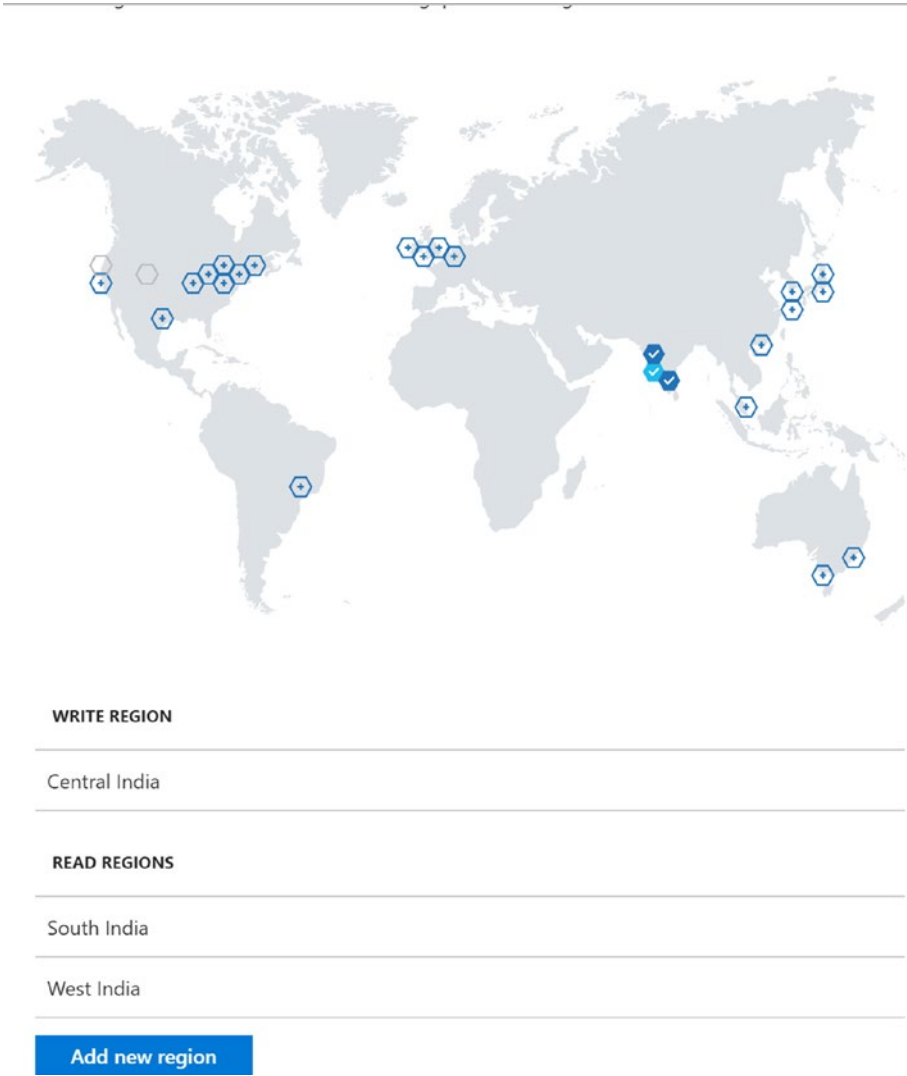 WRITE REGION
Central India
READ REGIONS
South India
West India
Add new region